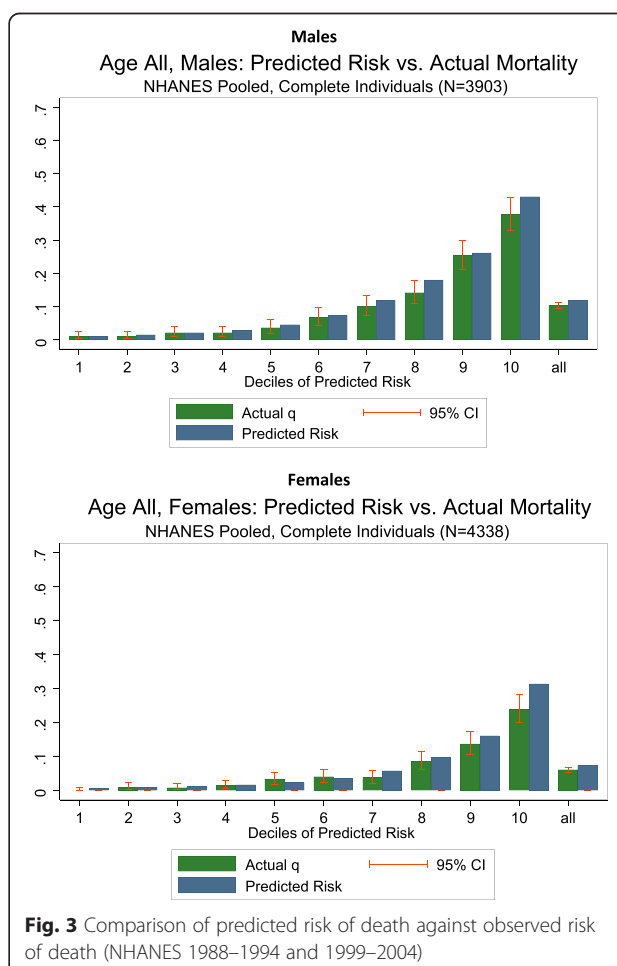 Males
Age All, Males: Predicted Risk vs. Actual Mortality
NHANES Pooled, Complete Individuals (N=3903)
.7
.6
.5
.4
.3
.2
.1
0
1 2 3 4 5 6 7 8 9 10 all
Deciles of Predicted Risk
Actual q 95% CI
Predicted Risk
Females
Age All, Females: Predicted Risk vs. Actual Mortality
NHANES Pooled, Complete Individuals (N=4338)
.7
.6
.5
.4
.3
.2
.1
0
1 2 3 4 5 6 7 8 9 10 all
Deciles of Predicted Risk
Actual q 95% CI
Predicted Risk
Fig. 3 Comparison of predicted risk of death against observed risk
of death (NHANES 1988–1994 and 1999–2004)